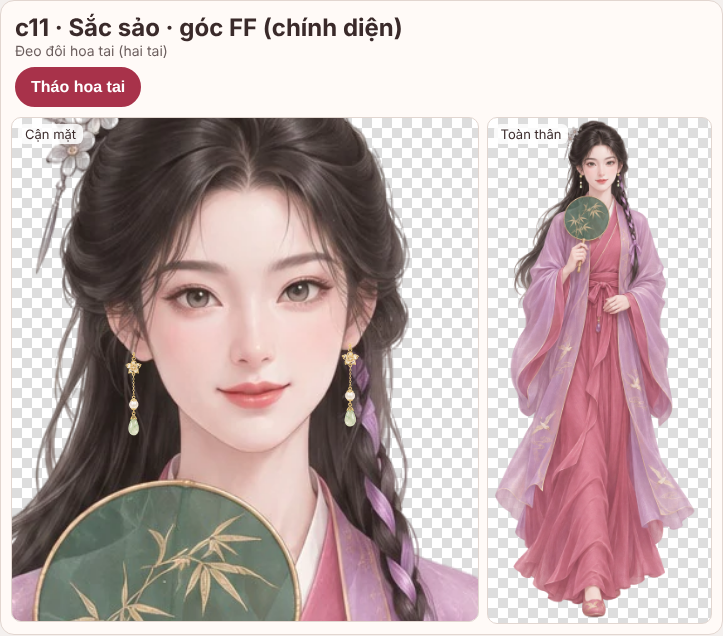 c11 · Sắc sảo · góc FF (chính diện)
Đeo đôi hoa tai (hai tai)
Tháo hoa tai
Cận mặt
Toàn thân